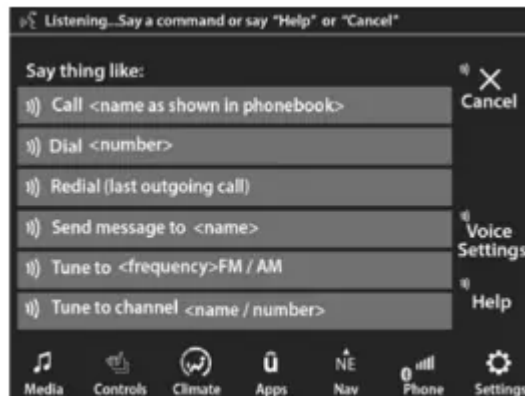 Listening...Say a command or say "Help" or "Cancel"
Say thing like:
Call <name as shown in phonebook>
Dial <number>
Redial (last outgoing call)
Send message to <name>
Tune to <frequency>FM / AM
Tune to channel <name / number>
Cancel
Voice
Settings
Help
NE
Media Controls Climate Apps Nav Phone Settings